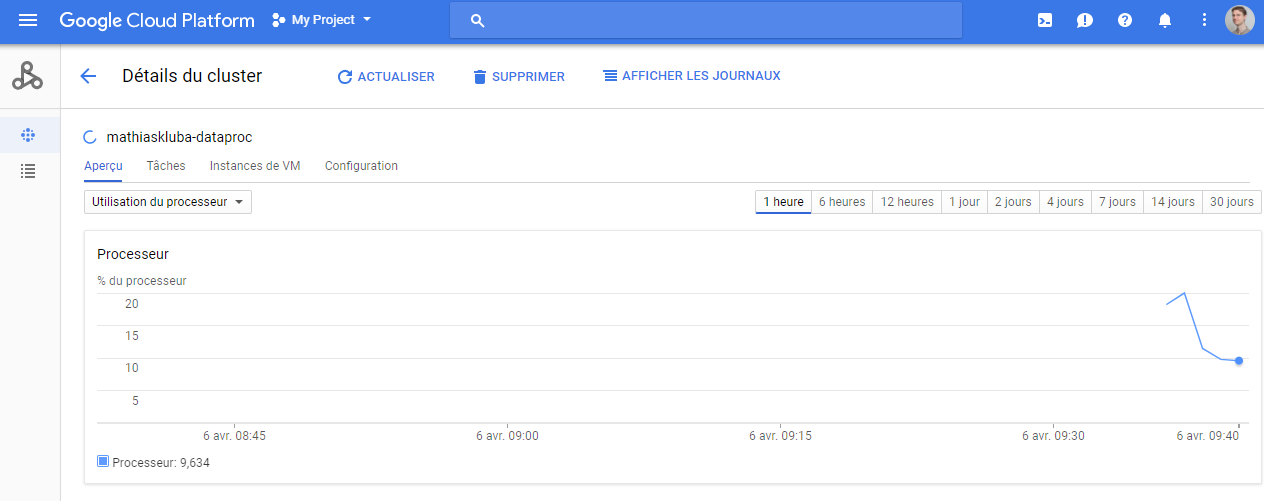 Google Cloud Platform My Project
Détails du cluster ACTUALISER SUPPRIMER AFFICHER LES JOURNAUX
mathiaskluba-dataproc
Aperçu Tâches Instances de VM Configuration
Utilisation du processeur 1 heure 6 heures 12 heures 1 jour 2 jours 4 jours 7 jours 14 jours 30 jours
Processeur
% du processeur
20
15
10
5
6 avr. 08:45 6 avr. 09:00 6 avr. 09:15 6 avr. 09:30 6 avr. 09:40
Processeur: 9,634